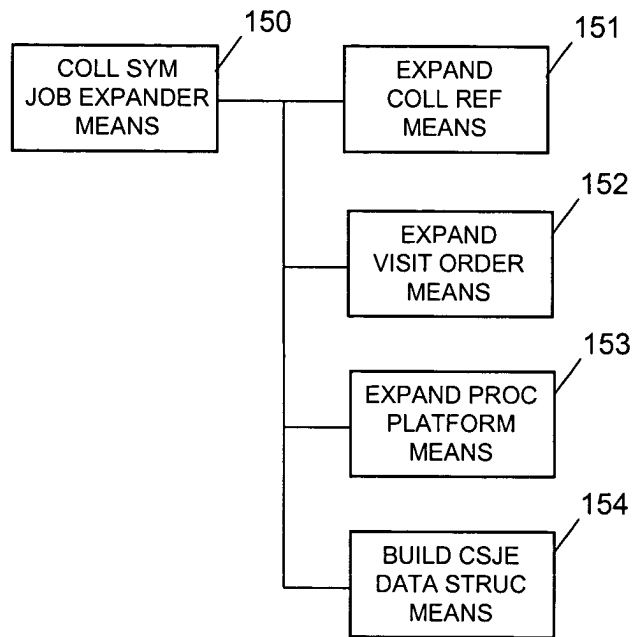 150
COLL SYM
JOB EXPANDER
MEANS
151
EXPAND
COLL REF
MEANS
152
EXPAND
VISIT ORDER
MEANS
153
EXPAND PROC
PLATFORM
MEANS
154
BUILD CSJE
DATA STRUC
MEANS